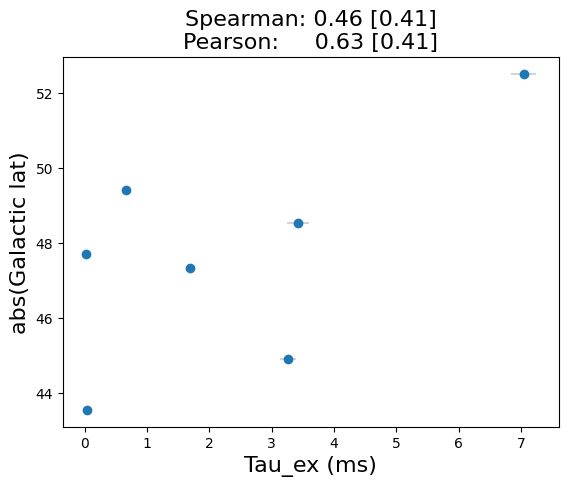 Spearman: 0.46 [0.41]
Pearson: 0.63 [0.41]
abs(Galactic lat)
52
50
48
46
44
0 1 2 3 4 5 6 7
Tau_ex (ms)